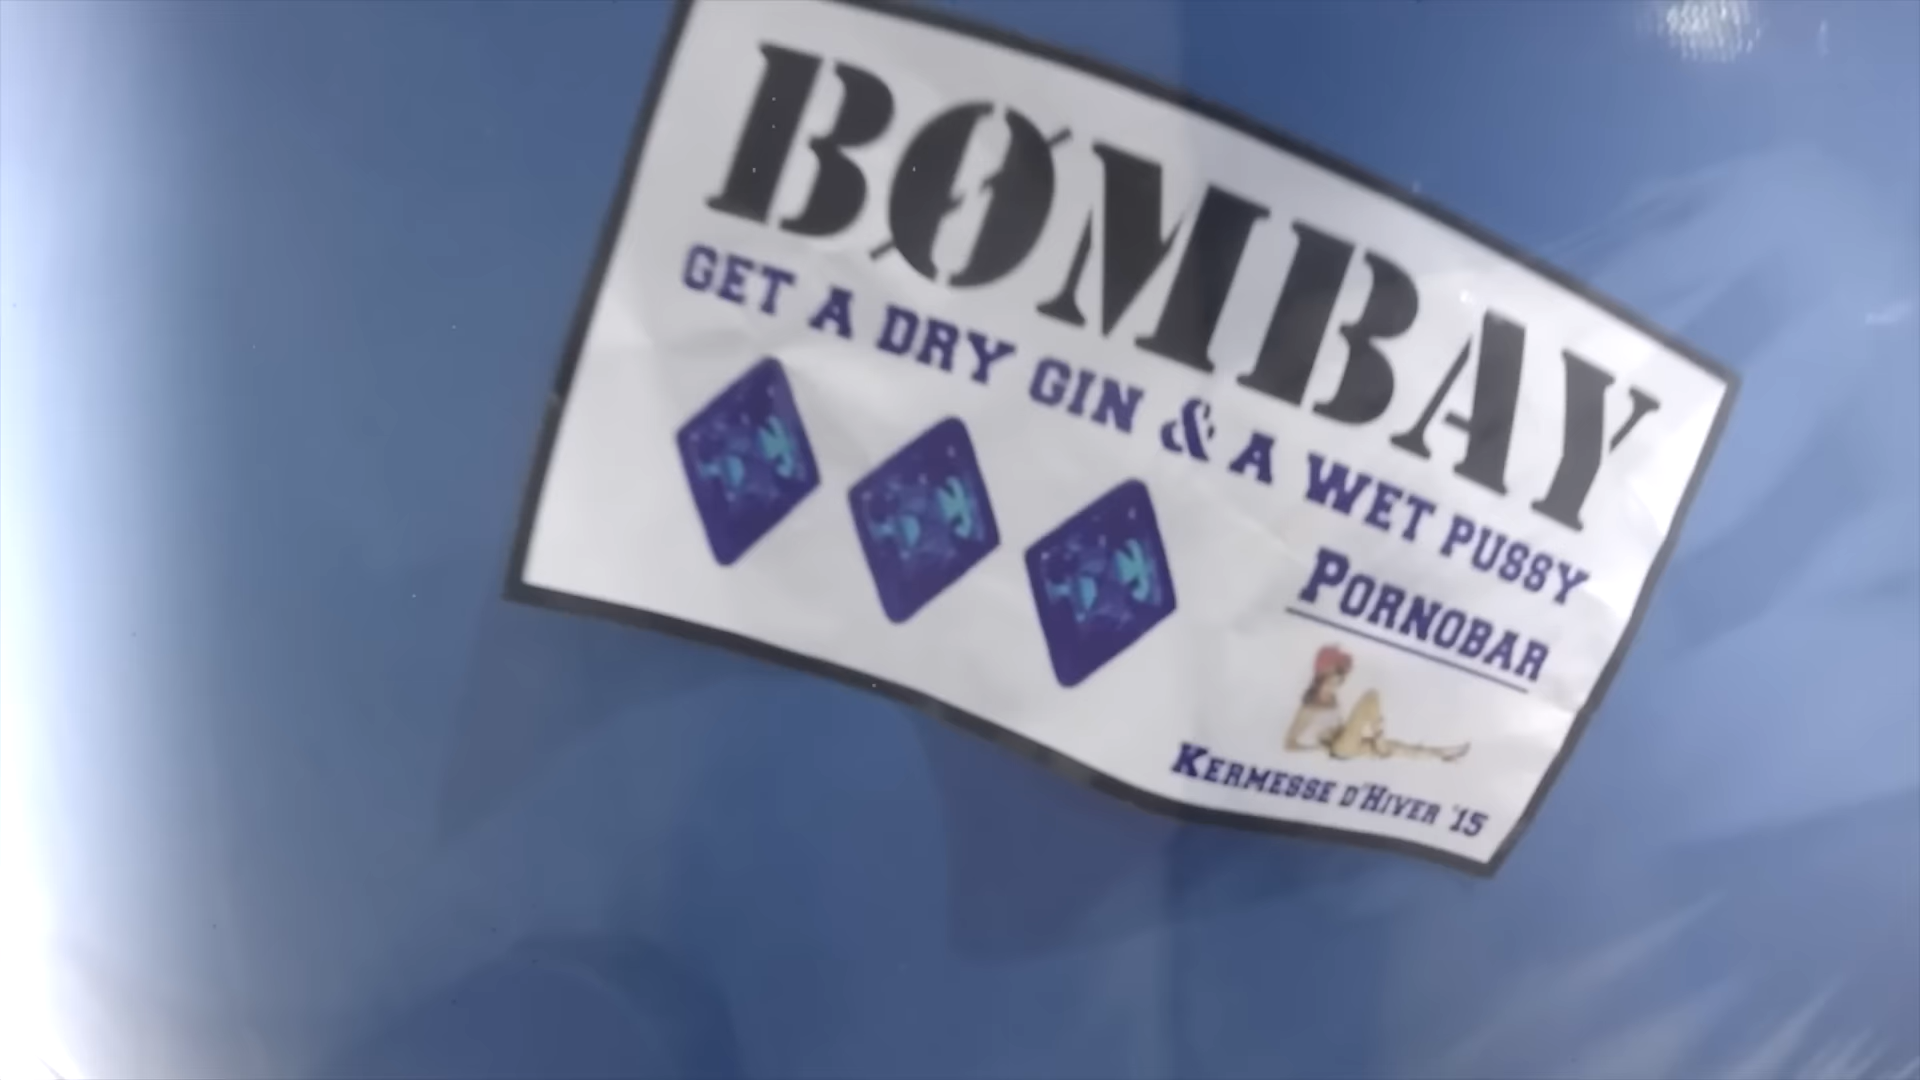 BØMBAY
GET A DRY GIN & A WET PUSSY
PORNOBAR
KERMESSE D'HIVER '15